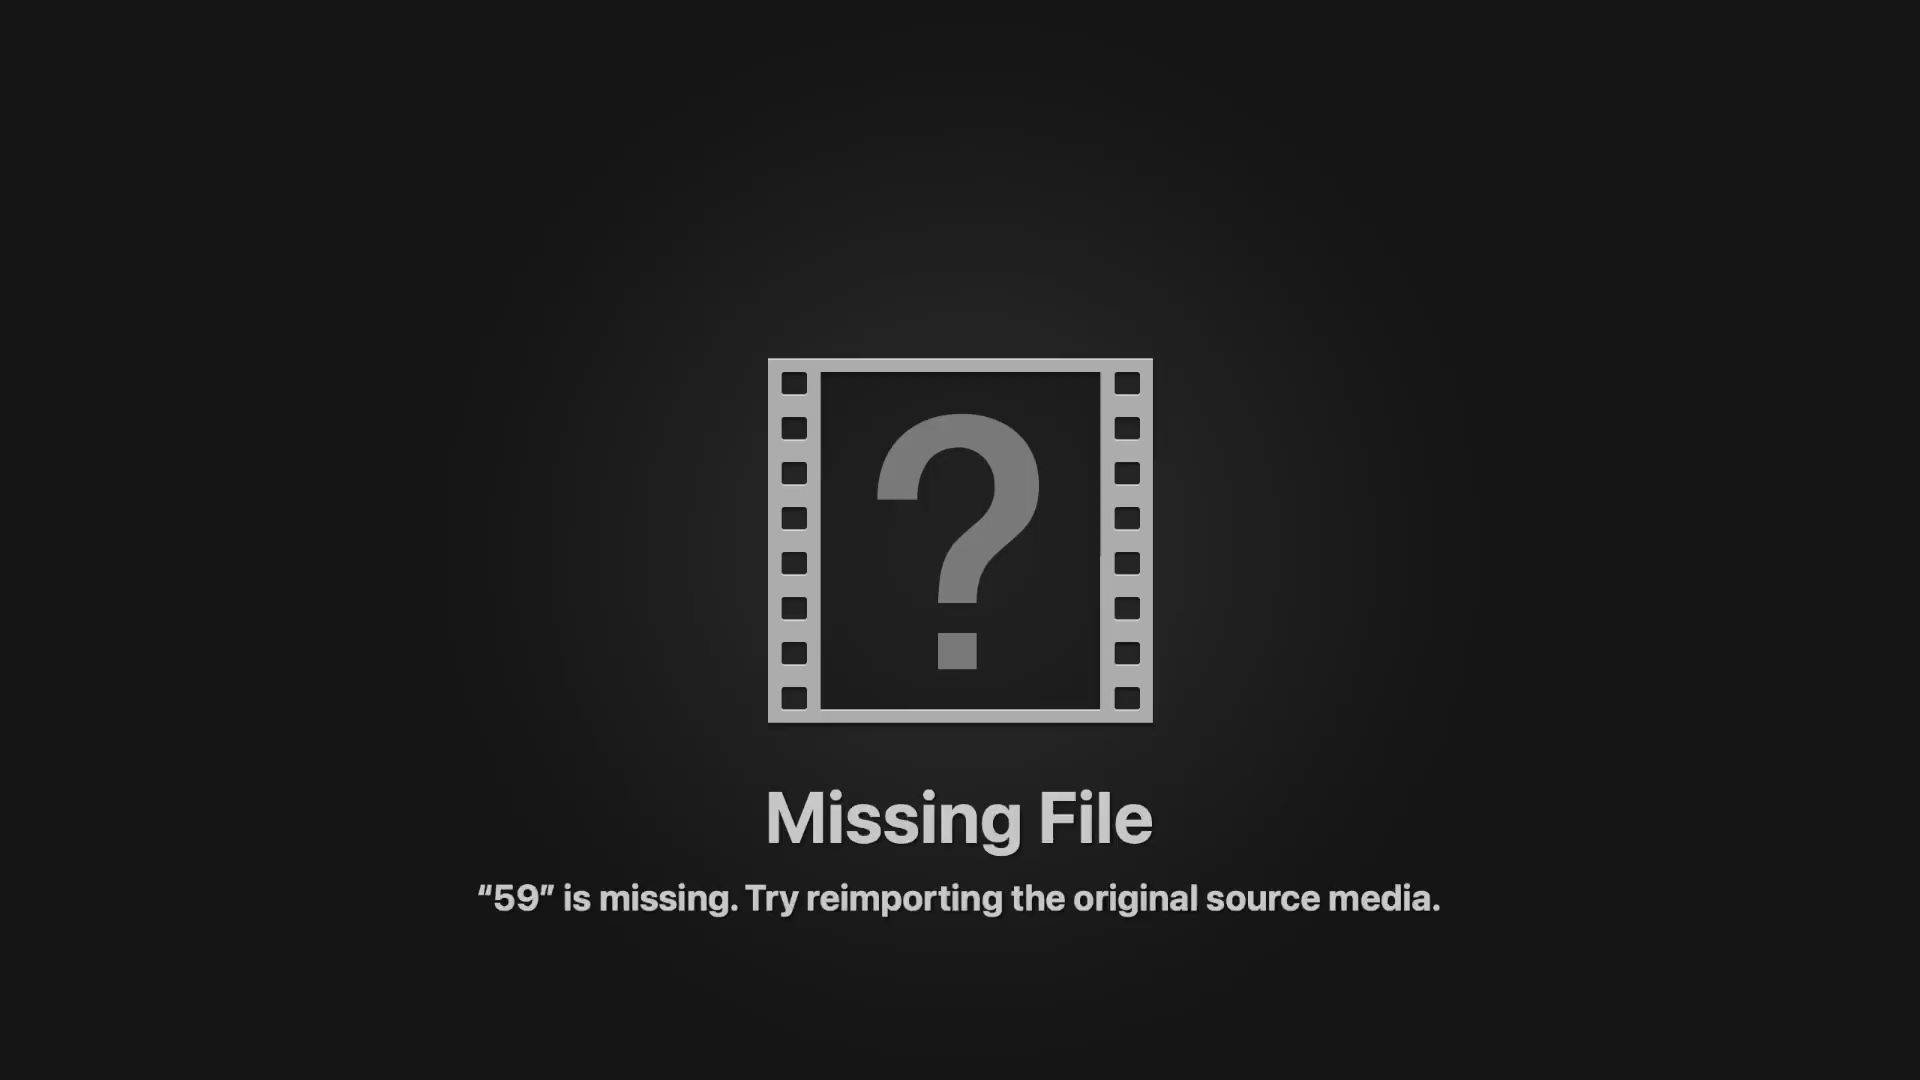 ?
Missing File
“59” is missing. Try reimporting the original source media.